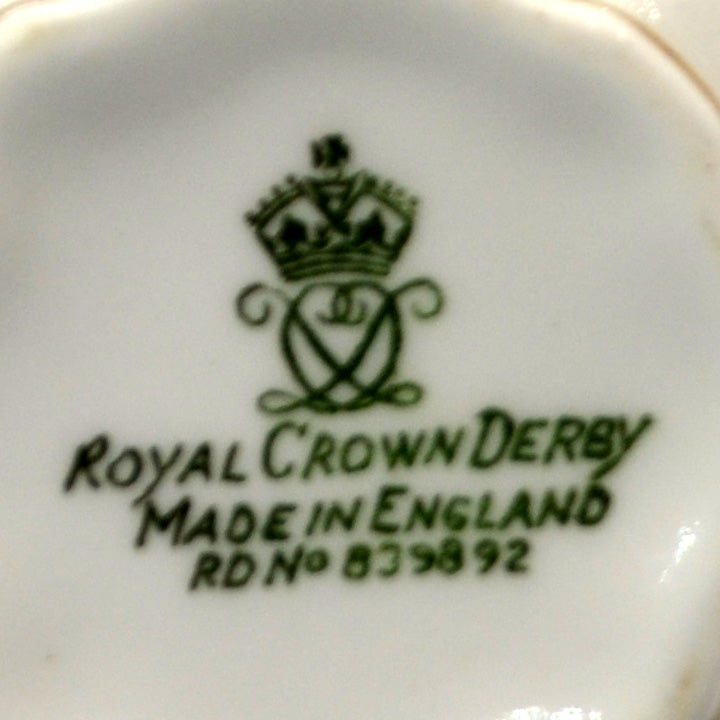 ROYAL CROWN DERBY
MADE IN ENGLAND
RD No 839892